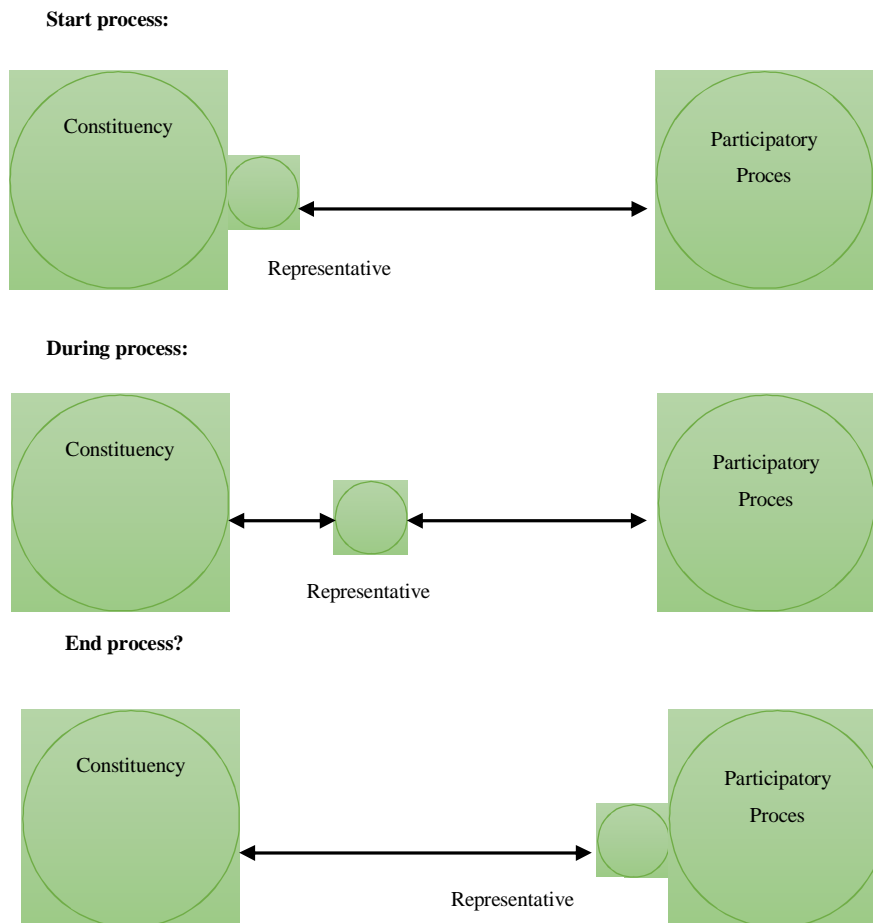 Start process:
Constituency
Participatory
Proces
Representative
During process:
Constituency
Participatory
Proces
Representative
End process?
Constituency
Participatory
Proces
Representative